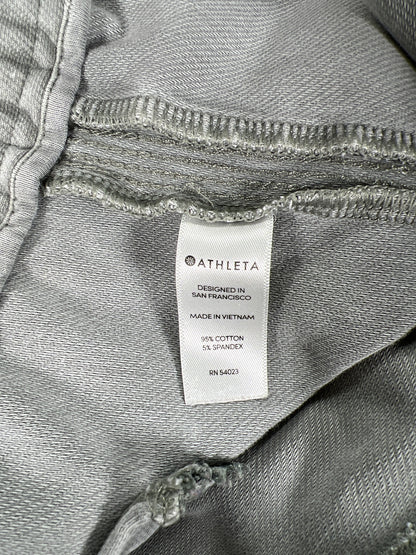 ATHLETA
DESIGNED IN
SAN FRANCISCO
MADE IN VIETNAM
95% COTTON
5% SPANDEX
RN 54023